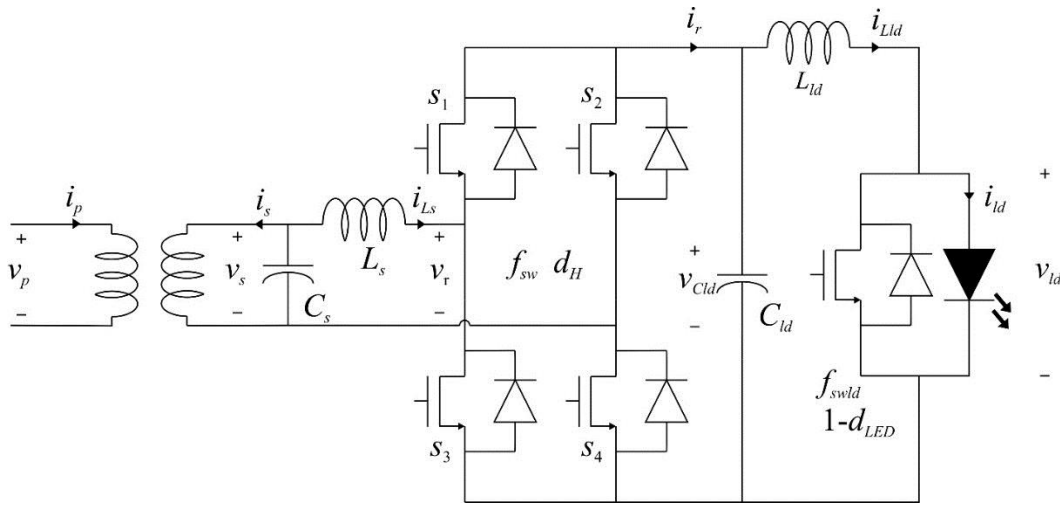 i_r
i_Lld
L_ld
s_1
s_2
i_p
i_s
i_Ls
i_ld
+
+
+
+
+
v_p
v_s
L_s
v_r
f_sw d_H
v_Cld
v_ld
C_s
C_ld
−
−
−
−
−
f_swld
1-d_LED
s_3
s_4